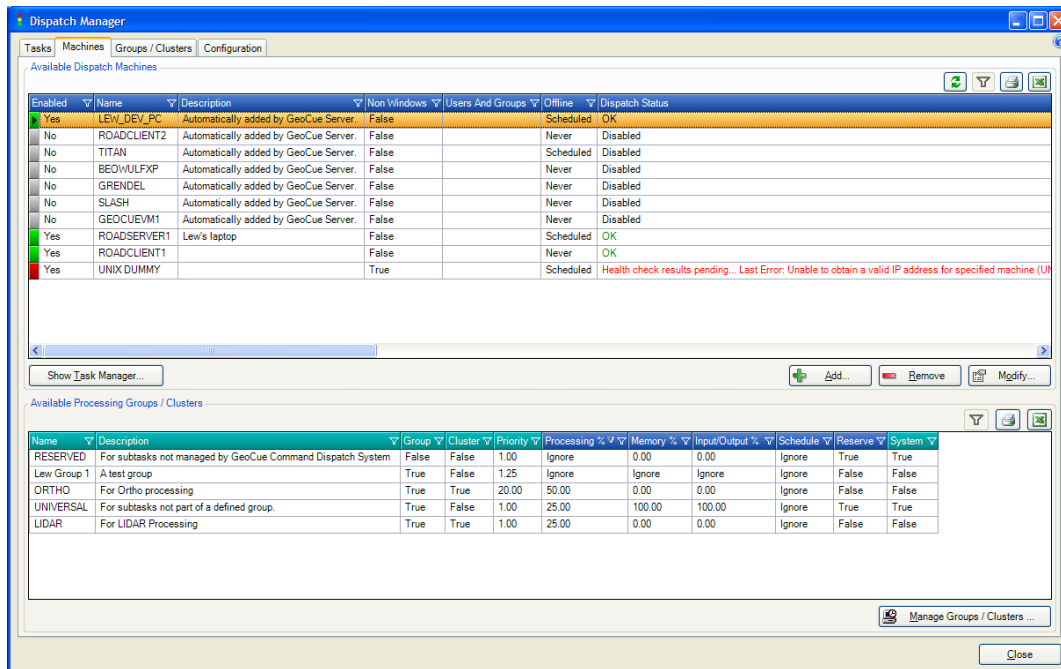 Dispatch Manager
Tasks Machines Groups / Clusters Configuration
Available Dispatch Machines
Enabled Name Description Non Windows Users And Groups Offline Dispatch Status
Yes LEW_DEV_PC Automatically added by GeoCue Server. False Scheduled OK
No ROADCLIENT2 Automatically added by GeoCue Server. False Never Disabled
No TITAN Automatically added by GeoCue Server. False Scheduled Disabled
No BEOWULFXP Automatically added by GeoCue Server. False Never Disabled
No GRENDEL Automatically added by GeoCue Server. False Never Disabled
No SLASH Automatically added by GeoCue Server. False Never Disabled
No GEOCUEVM1 Automatically added by GeoCue Server. False Never Disabled
Yes ROADSERVER1 Lew's laptop False Scheduled OK
Yes ROADCLIENT1 False Never OK
Yes UNIX DUMMY True Scheduled Health check results pending... Last Error: Unable to obtain a valid IP address for specified machine (UN
Show Task Manager... Add... Remove Modify...
Available Processing Groups / Clusters
Name Description Group Cluster Priority Processing % Memory % Input/Output % Schedule Reserve System
RESERVED For subtasks not managed by GeoCue Command Dispatch System False False 1.00 Ignore 0.00 0.00 Ignore True True
Lew Group 1 A test group True False 1.25 Ignore Ignore Ignore Ignore False False
ORTHO For Ortho processing True True 20.00 50.00 0.00 0.00 Ignore False False
UNIVERSAL For subtasks not part of a defined group. True False 1.00 25.00 100.00 100.00 Ignore True True
LIDAR For LIDAR Processing True True 1.00 25.00 0.00 0.00 Ignore False False
Manage Groups / Clusters ...
Close